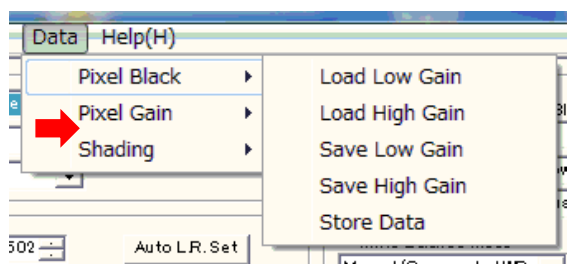 Data Help(H)
Pixel Black
Pixel Gain
Shading
Load Low Gain
Load High Gain
Save Low Gain
Save High Gain
Store Data
502
Auto L.R. Set